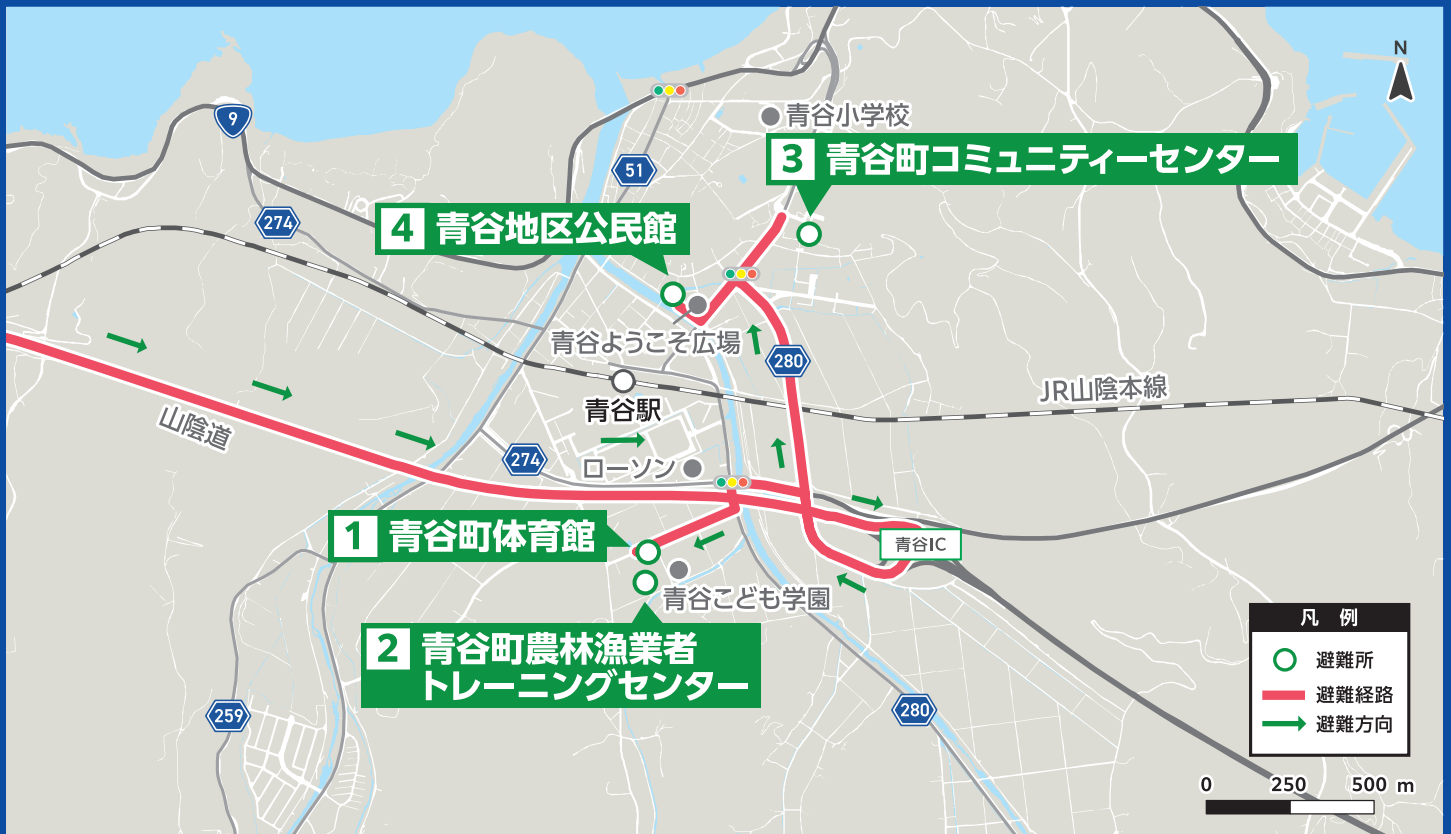 N
9
青谷小学校
3 青谷町コミュニティーセンター
51
274
4 青谷地区公民館
青谷ようこそ広場
280
JR山陰本線
青谷駅
山陰道
274
ローソン
1 青谷町体育館
青谷IC
青谷こども学園
2 青谷町農林漁業者
トレーニングセンター
凡 例
避難所
避難経路
避難方向
259
280
0 250 500 m